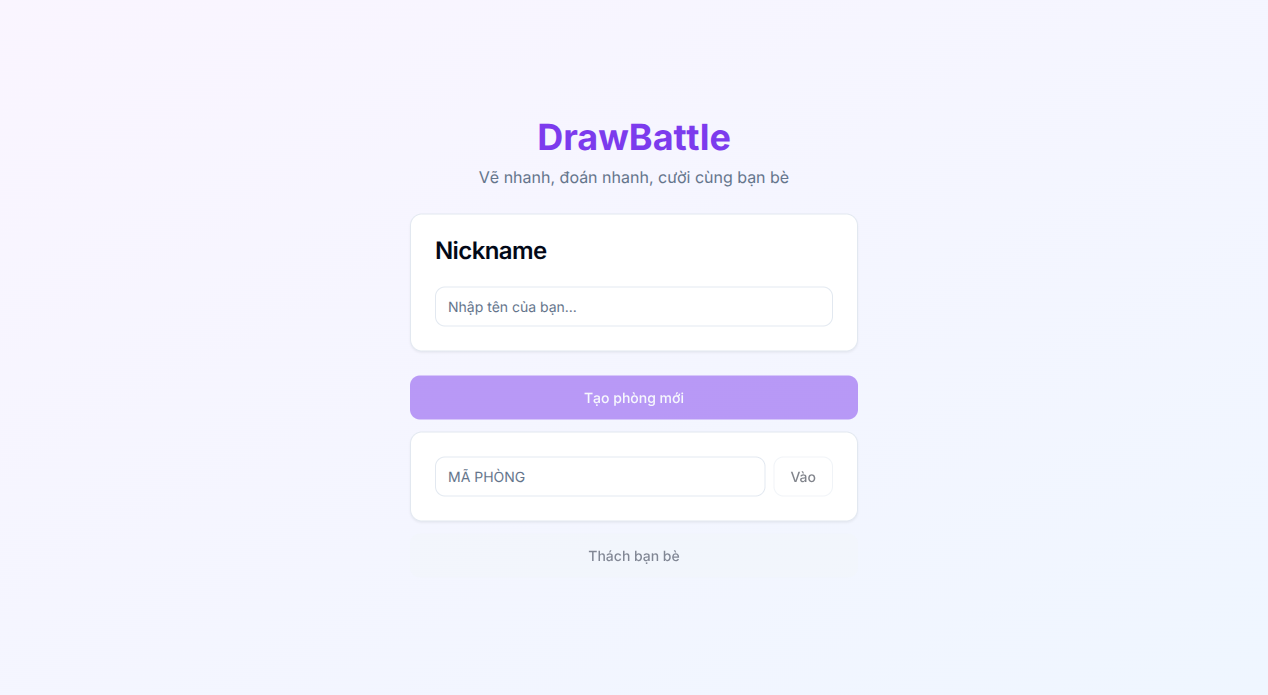 DrawBattle
Vẽ nhanh, đoán nhanh, cười cùng bạn bè
Nickname
Nhập tên của bạn...
Tạo phòng mới
MÃ PHÒNG
Vào
Thách bạn bè